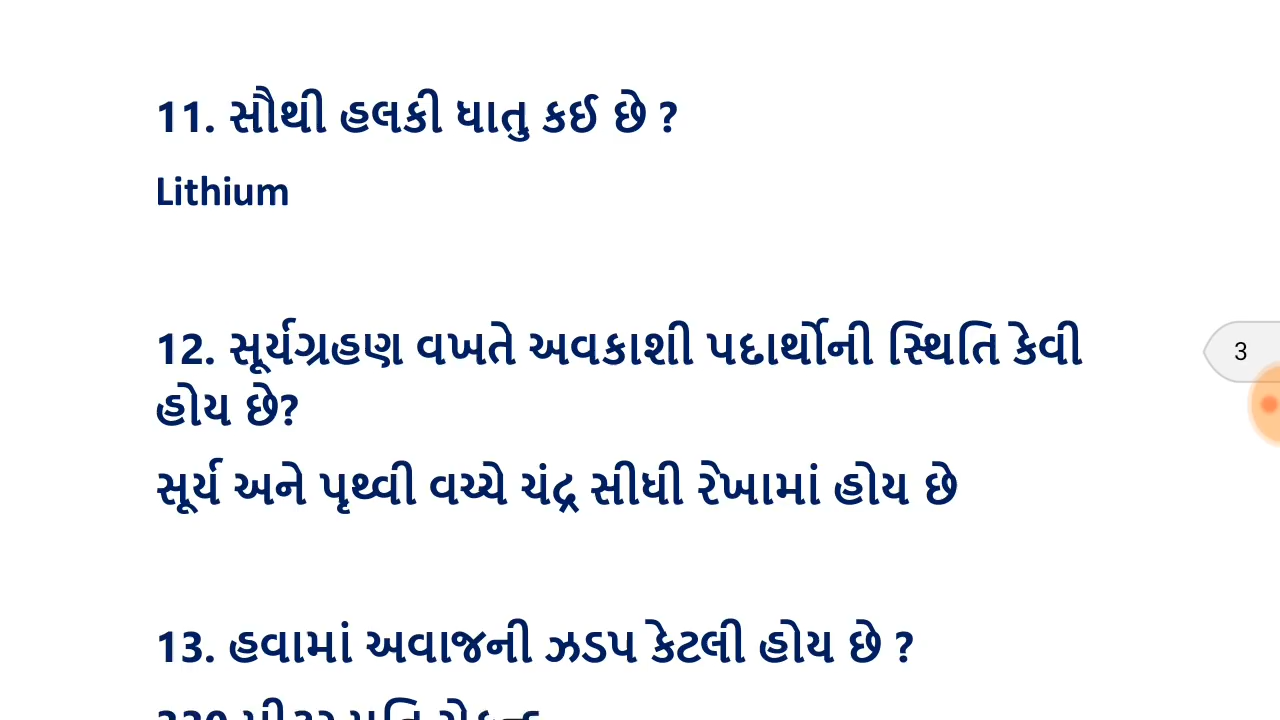 11. સૌથી હલકી ધાતુ કઈ છે ?
Lithium
12. સૂર્યગ્રહણ વખતે અવકાશી પદાર્થોની સ્થિતિ કેવી
હોય છે?
સૂર્ય અને પૃથ્વી વચ્ચે ચંદ્ર સીધી રેખામાં હોય છે
3
13. હવામાં અવાજની ઝડપ કેટલી હોય છે ?